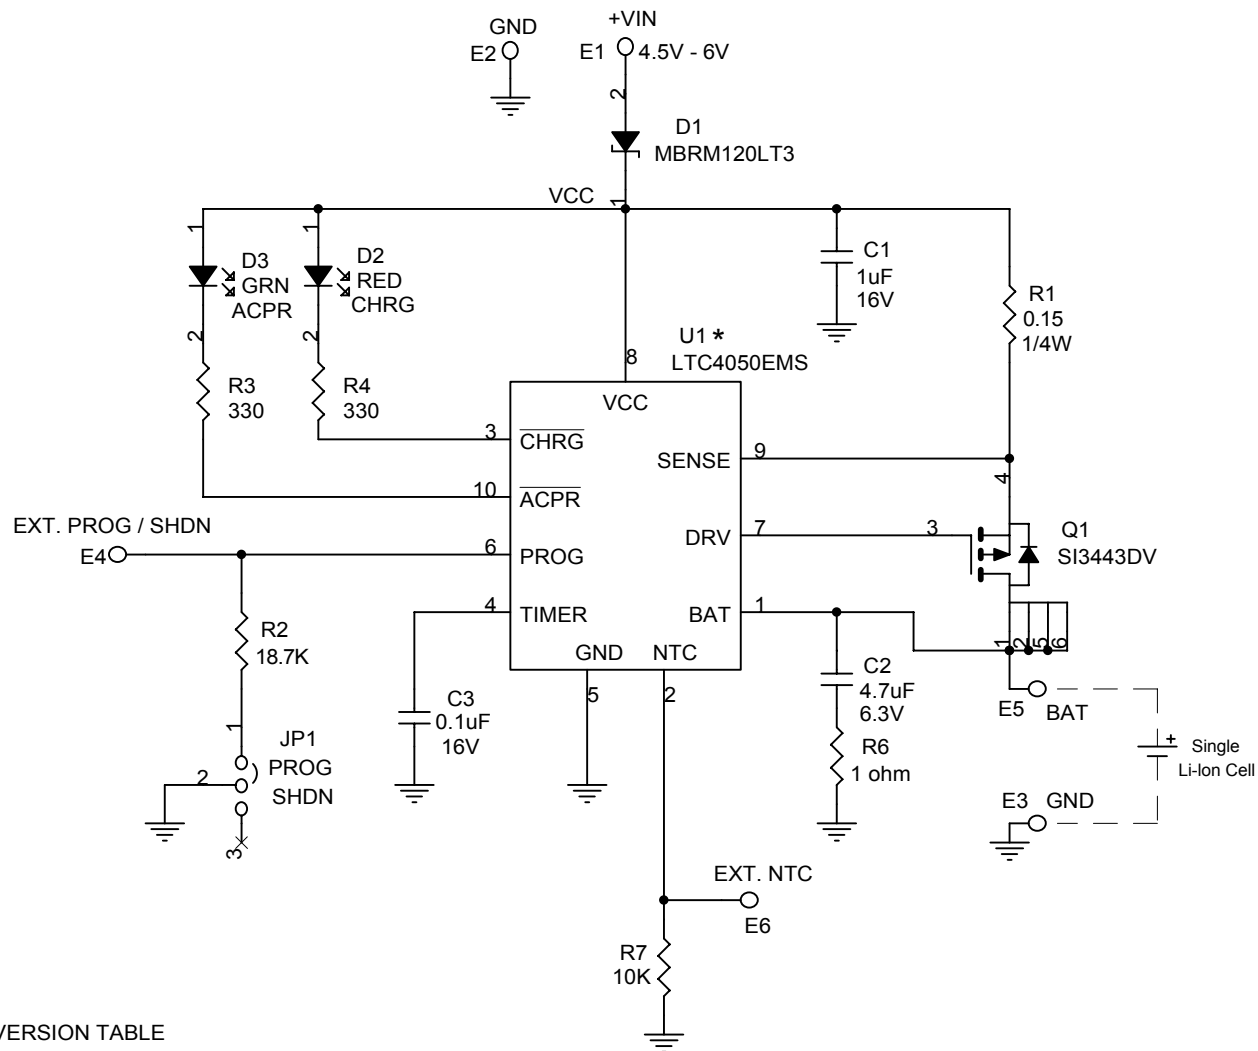 +VIN
GND
E2
E1
4.5V - 6V
2
D1
MBRM120LT3
VCC
1
1
1
D3
GRN
ACPR
D2
RED
CHRG
C1
1uF
16V
R1
0.15
1/4W
2
2
U1 *
LTC4050EMS
8
R3
330
R4
330
VCC
3
CHRG
SENSE
9
4
10
ACPR
EXT. PROG / SHDN
E4
6
PROG
DRV
7
3
Q1
SI3443DV
4
TIMER
BAT
1
R2
18.7K
GND
NTC
1
2
5
6
5
2
C3
0.1uF
16V
C2
4.7uF
6.3V
E5
BAT
1
JP1
PROG
SHDN
2
3
R6
1 ohm
+
Single
Li-Ion Cell
E3
GND
EXT. NTC
E6
R7
10K
VERSION TABLE